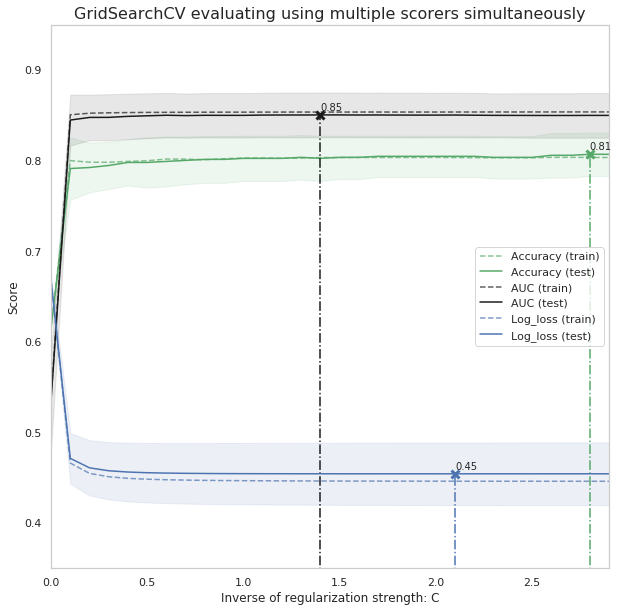 GridSearchCV evaluating using multiple scorers simultaneously
0.9
0.85
0.81
0.8
0.7
Accuracy (train)
Accuracy (test)
AUC (train)
AUC (test)
Log_loss (train)
Log_loss (test)
Score
0.6
0.5
0.45
0.4
0.0 0.5 1.0 1.5 2.0 2.5
Inverse of regularization strength: C